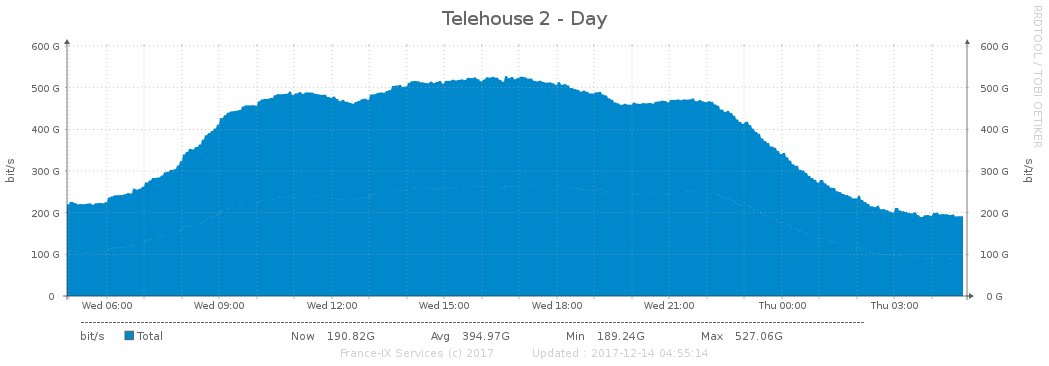 Telehouse 2 - Day
RRDTOOL / TOBI OETIKER
bit/s
bit/s
600 G
600 G
500 G
500 G
400 G
400 G
300 G
300 G
200 G
200 G
100 G
100 G
0
0 G
Wed 06:00 Wed 09:00 Wed 12:00 Wed 15:00 Wed 18:00 Wed 21:00 Thu 00:00 Thu 03:00
bit/s Total Now 190.82G Avg 394.97G Min 189.24G Max 527.06G
France-IX Services (c) 2017 Updated : 2017-12-14 04:55:14